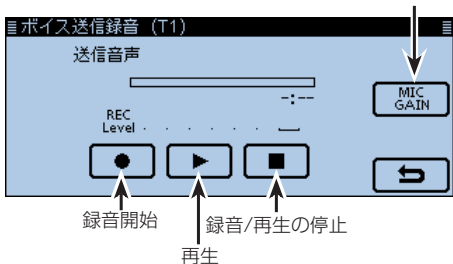 ボイス送信録音 (T1)
送信音声
-:--
MIC
GAIN
REC
Level
録音開始
録音/再生の停止
再生